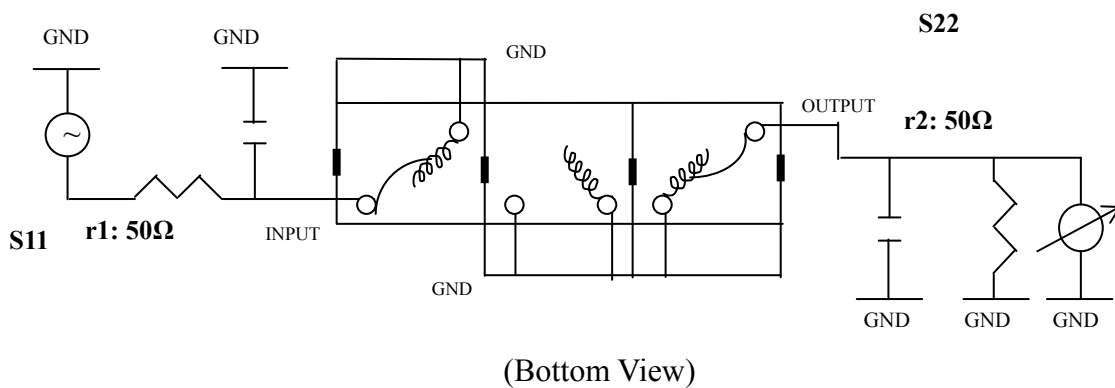 S22
GND
GND
GND
OUTPUT
r2: 50Ω
~
S11
r1: 50Ω
INPUT
GND
GND
GND
GND
(Bottom View)